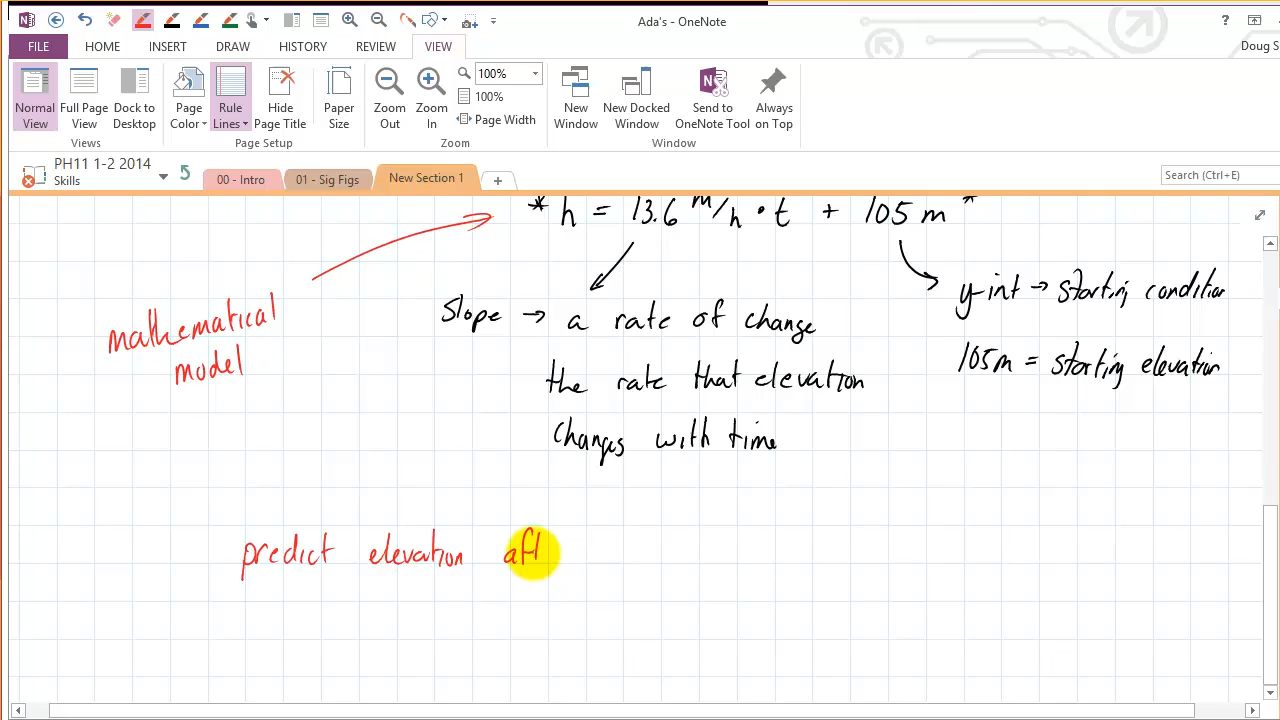 Ada's - OneNote
FILE HOME INSERT DRAW HISTORY REVIEW VIEW
Doug S
Normal View
Full Page View
Dock to Desktop
Page Color
Rule Lines
Hide Page Title
Paper Size
Zoom Out
Zoom In
100%
100%
Page Width
New Window
New Docked Window
Send to OneNote Tool
Always on Top
Views Page Setup Zoom Window
PH11 1-2 2014
Skills
00 - Intro 01 - Sig Figs New Section 1 +
Search (Ctrl+E)
* h = 13.6 m/h • t + 105 m *
mathematical
model
Slope → a rate of change
the rate that elevation
changes with time
y-int → starting condition
105m = starting elevation
predict elevation aft